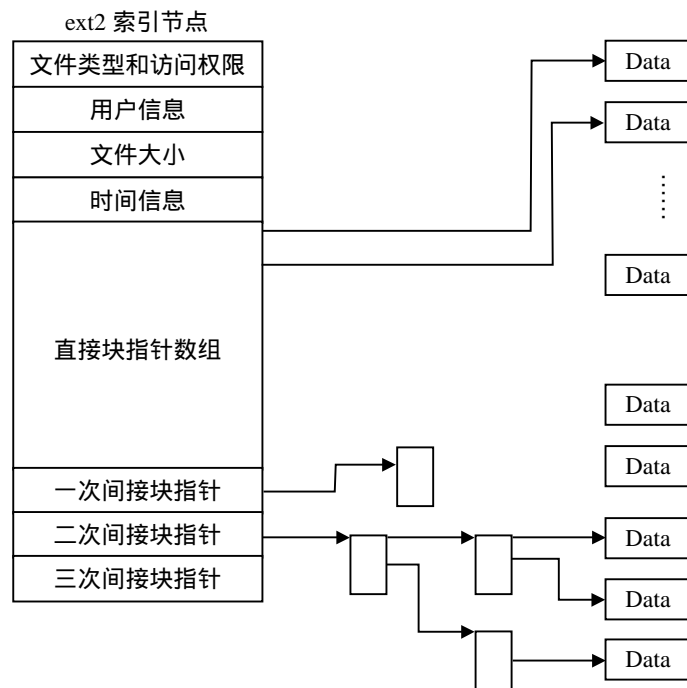 ext2 索引节点
文件类型和访问权限
用户信息
文件大小
时间信息
直接块指针数组
一次间接块指针
二次间接块指针
三次间接块指针
Data
Data
Data
Data
Data
Data
Data
Data